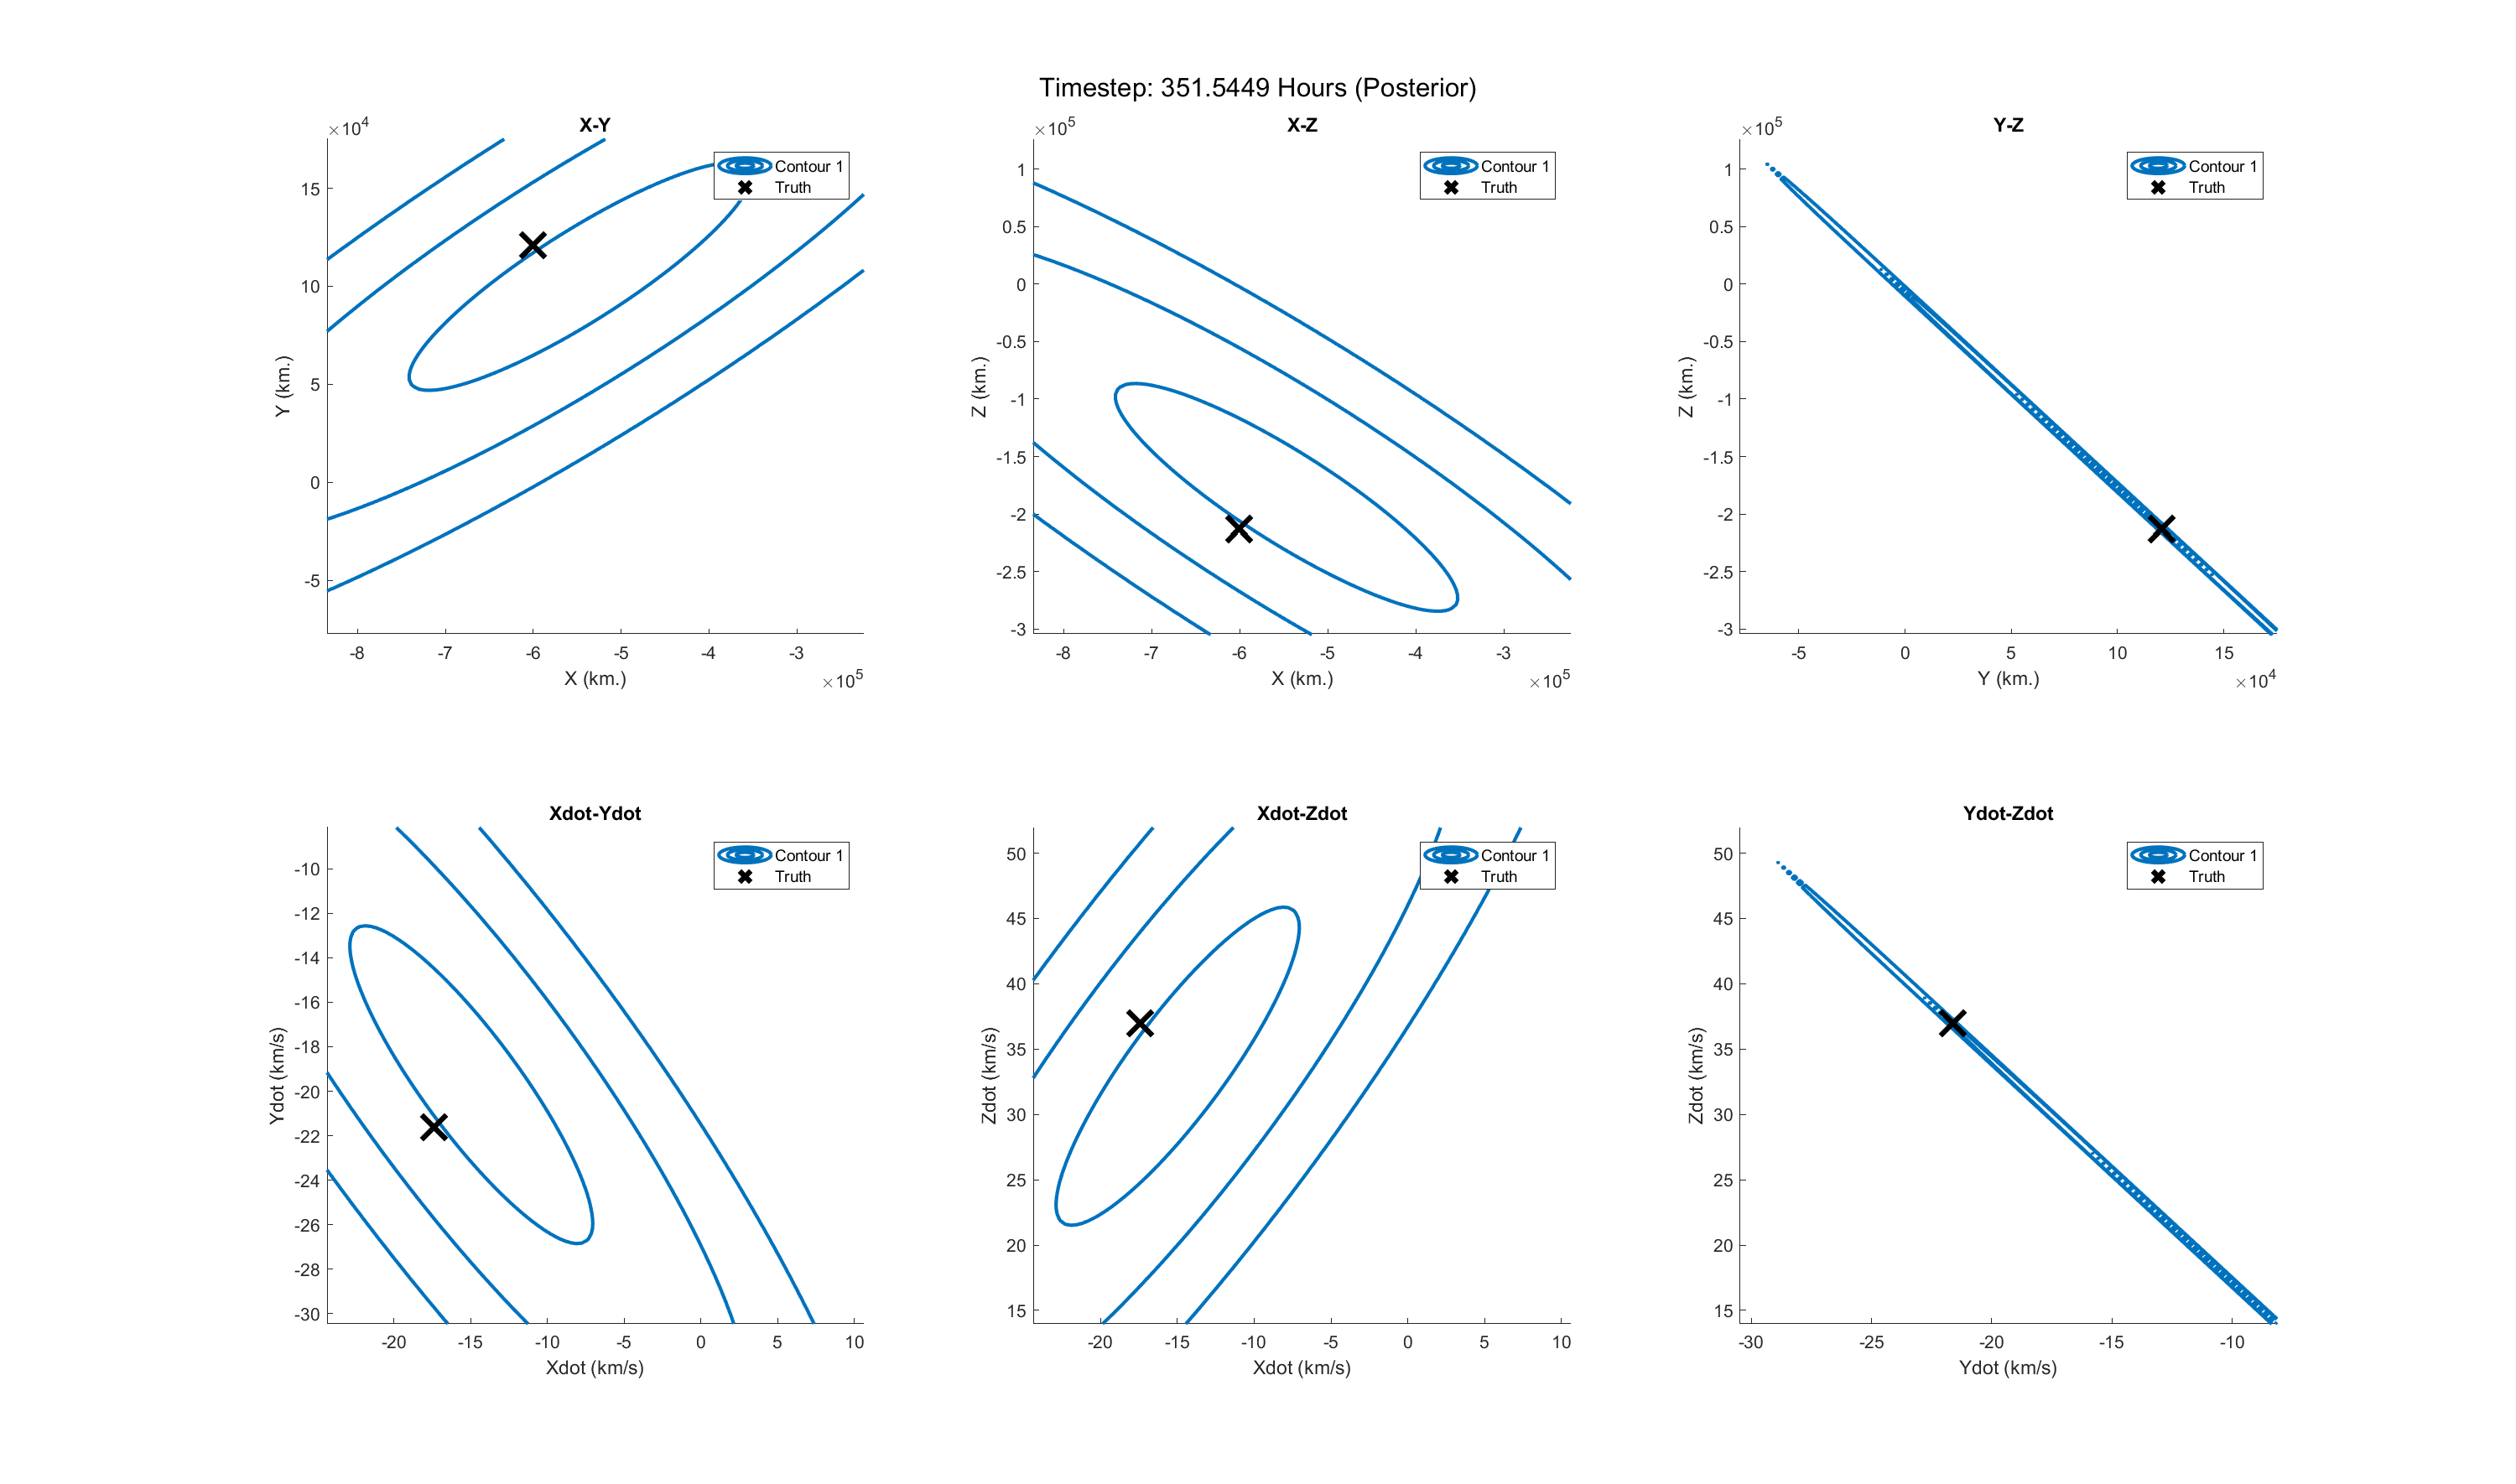 Timestep: 351.5449 Hours (Posterior)
X-Y
×10^4
Contour 1
Truth
15
10
5
0
-5
Y (km.)
-8 -7 -6 -5 -4 -3
X (km.)
×10^5
X-Z
×10^5
Contour 1
Truth
1
0.5
0
-0.5
-1
-1.5
-2
-2.5
-3
Z (km.)
-8 -7 -6 -5 -4 -3
X (km.)
×10^5
Y-Z
×10^5
Contour 1
Truth
1
0.5
0
-0.5
-1
-1.5
-2
-2.5
-3
Z (km.)
-5 0 5 10 15
Y (km.)
×10^4
Xdot-Ydot
Contour 1
Truth
-10
-12
-14
-16
-18
-20
-22
-24
-26
-28
-30
Ydot (km/s)
-20 -15 -10 -5 0 5 10
Xdot (km/s)
Xdot-Zdot
Contour 1
Truth
50
45
40
35
30
25
20
15
Zdot (km/s)
-20 -15 -10 -5 0 5 10
Xdot (km/s)
Ydot-Zdot
Contour 1
Truth
50
45
40
35
30
25
20
15
Zdot (km/s)
-30 -25 -20 -15 -10
Ydot (km/s)